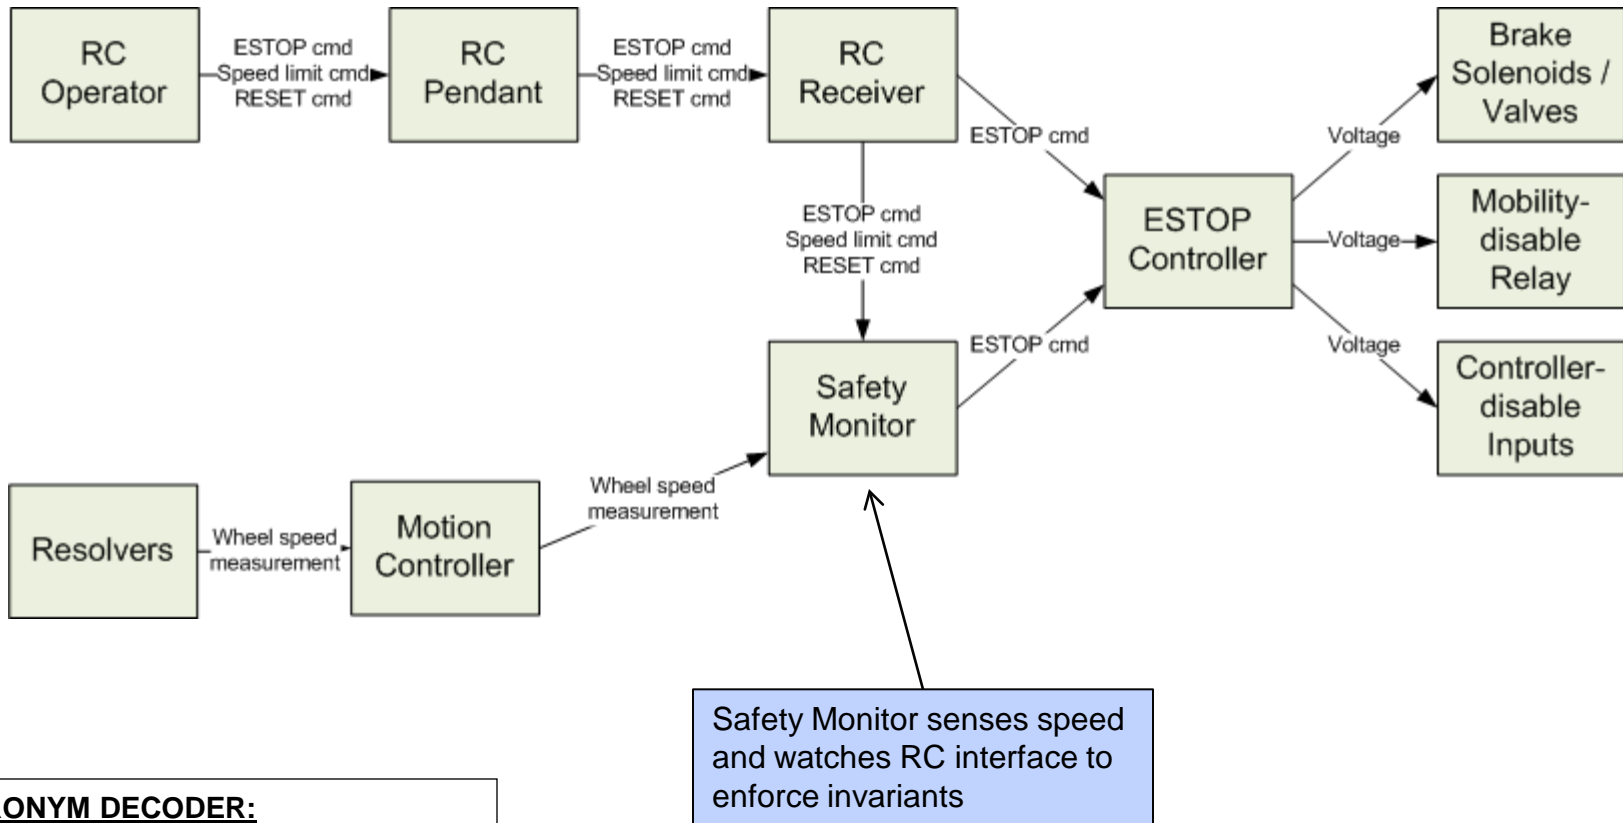 RC
Operator
ESTOP cmd
Speed limit cmd
RESET cmd
RC
Pendant
ESTOP cmd
Speed limit cmd
RESET cmd
RC
Receiver
ESTOP cmd
Brake
Solenoids /
Valves
Voltage
ESTOP cmd
Speed limit cmd
RESET cmd
ESTOP
Controller
Voltage
Mobility-
disable
Relay
Safety
Monitor
ESTOP cmd
Voltage
Controller-
disable
Inputs
Resolvers
Wheel speed
measurement
Motion
Controller
Wheel speed
measurement
Safety Monitor senses speed
and watches RC interface to
enforce invariants
RONYM DECODER: